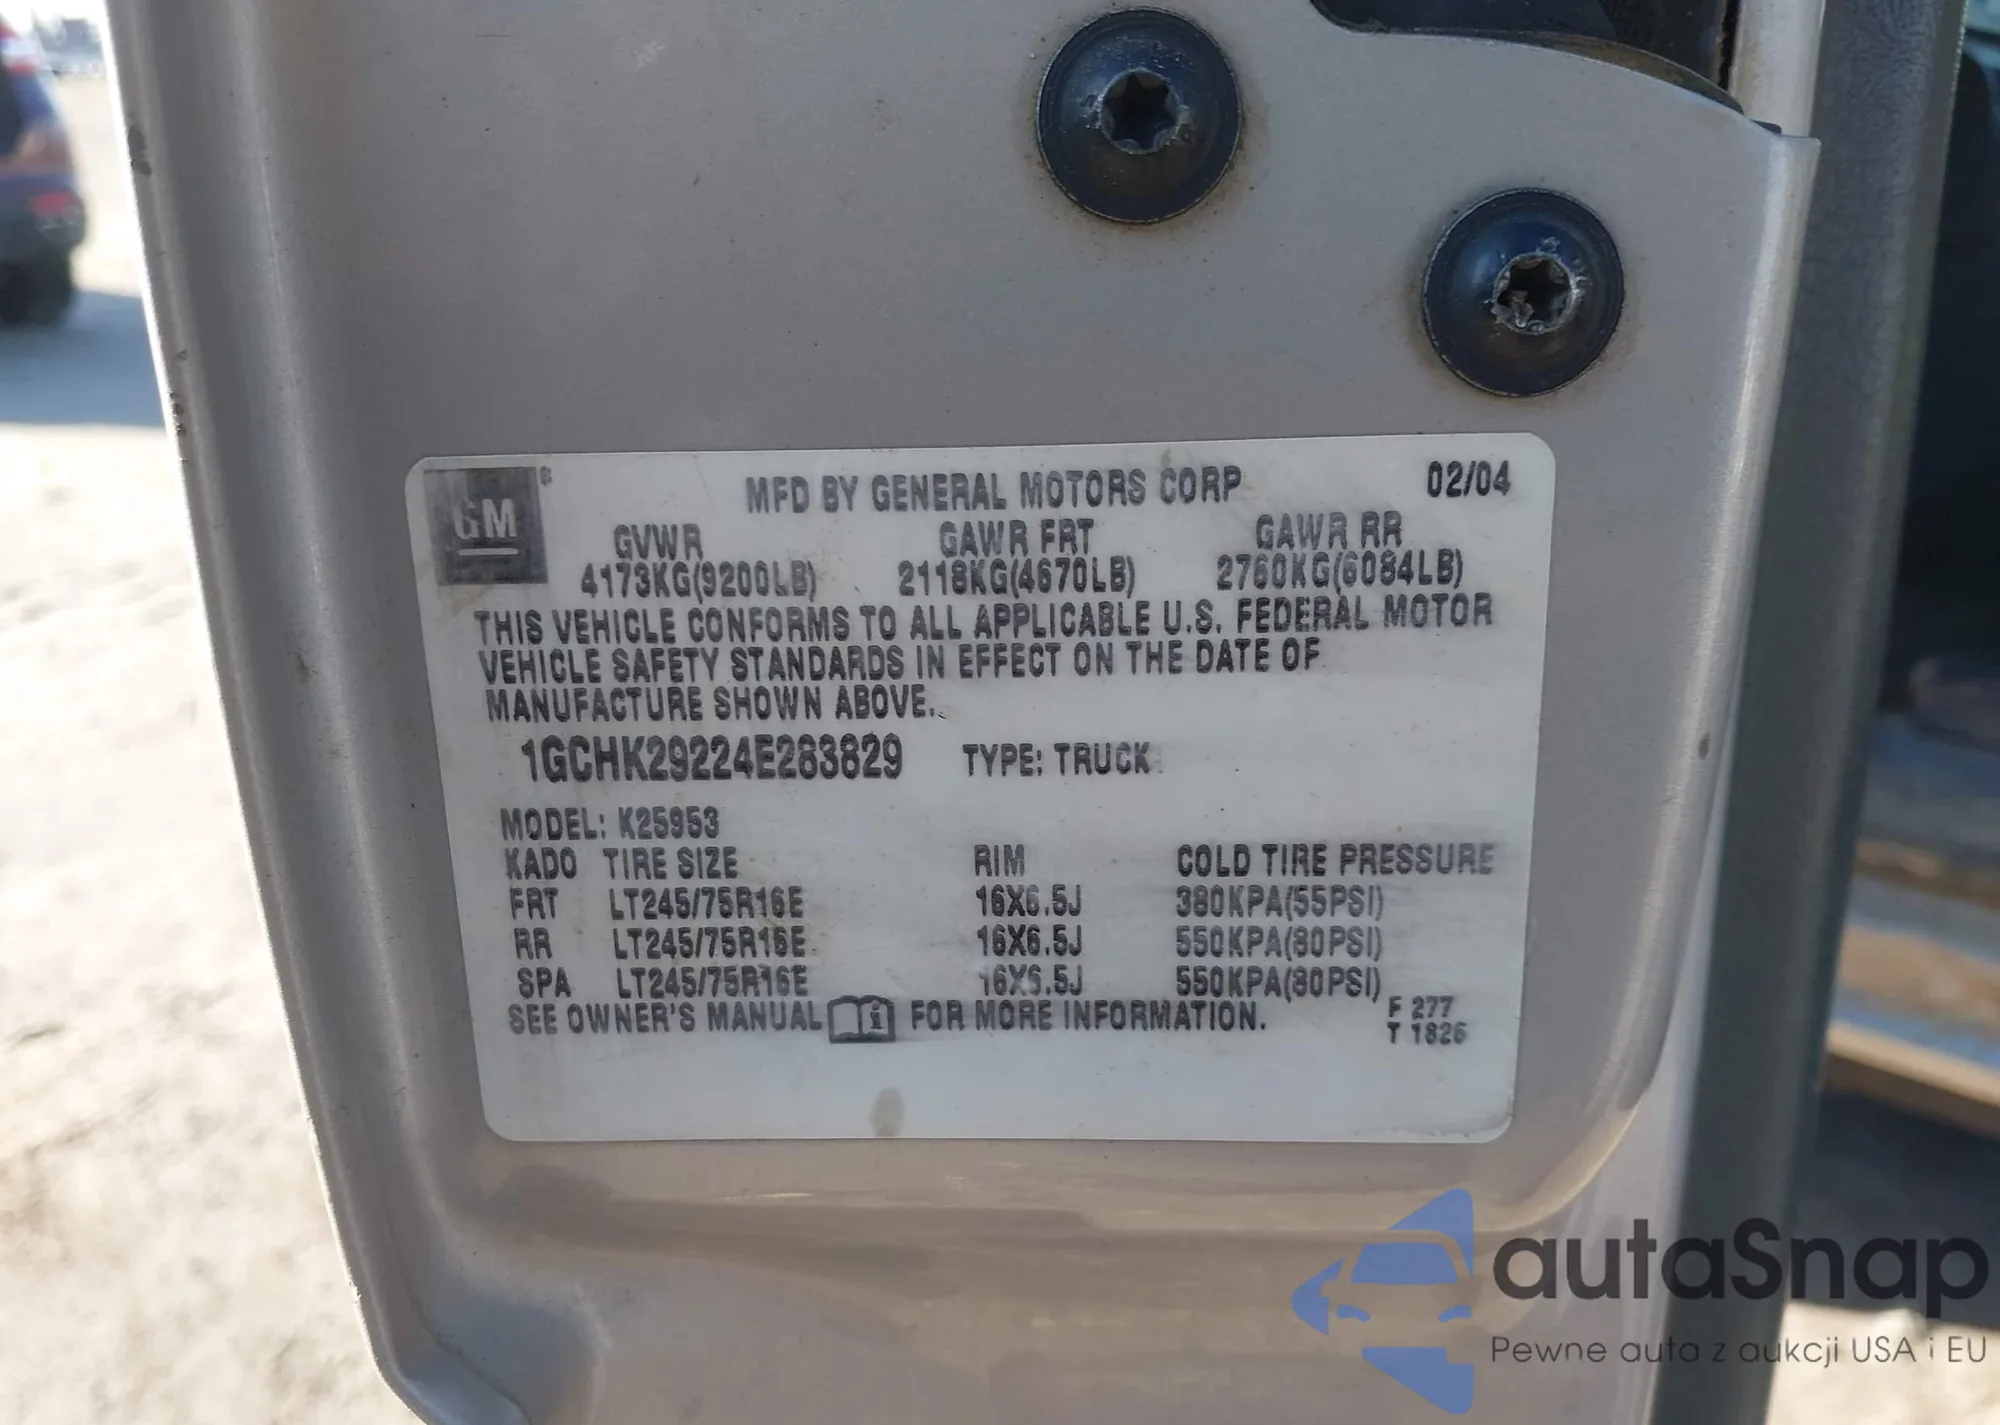 GM®
MFD BY GENERAL MOTORS CORP 02/04
GVWR GAWR FRT GAWR RR
4173KG(9200LB) 2118KG(4670LB) 2760KG(6084LB)
THIS VEHICLE CONFORMS TO ALL APPLICABLE U.S. FEDERAL MOTOR
VEHICLE SAFETY STANDARDS IN EFFECT ON THE DATE OF
MANUFACTURE SHOWN ABOVE.
1GCHK29224E283829 TYPE: TRUCK
MODEL: K25953
KADO TIRE SIZE RIM COLD TIRE PRESSURE
FRT LT245/75R16E 16X6.5J 380KPA(55PSI)
RR LT245/75R16E 16X6.5J 550KPA(80PSI)
SPA LT245/75R16E 16X6.5J 550KPA(80PSI)
SEE OWNER'S MANUAL FOR MORE INFORMATION.
F 277
T 1826
autaSnap
Pewne auta z aukcji USA i EU